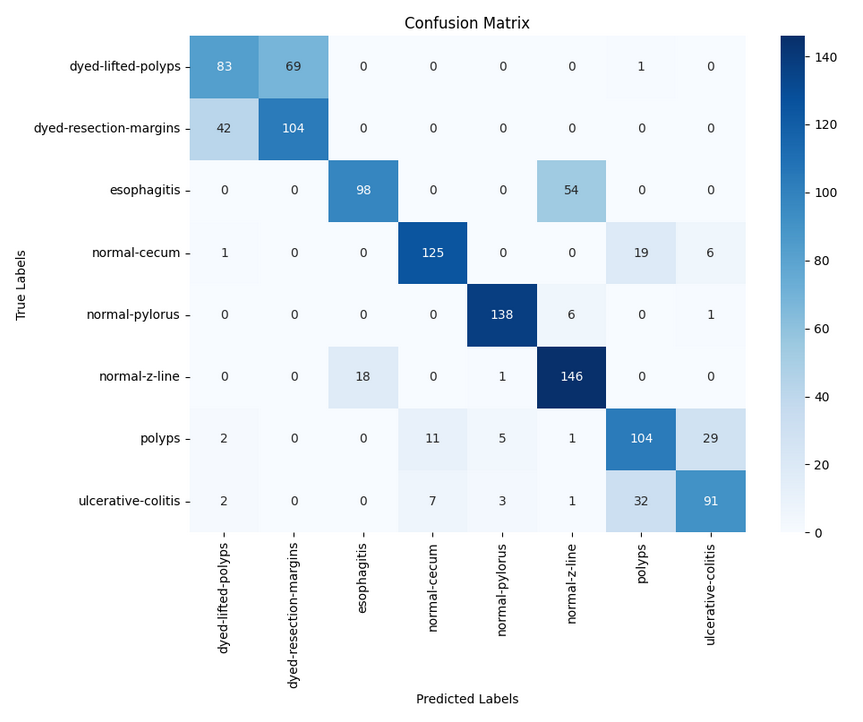 Confusion Matrix
dyed-lifted-polyps 83 69 0 0 0 0 1 0
dyed-resection-margins 42 104 0 0 0 0 0 0
esophagitis 0 0 98 0 0 54 0 0
normal-cecum 1 0 0 125 0 0 19 6
normal-pylorus 0 0 0 0 138 6 0 1
normal-z-line 0 0 18 0 1 146 0 0
polyps 2 0 0 11 5 1 104 29
ulcerative-colitis 2 0 0 7 3 1 32 91
True Labels
dyed-lifted-polyps
dyed-resection-margins
esophagitis
normal-cecum
normal-pylorus
normal-z-line
polyps
ulcerative-colitis
Predicted Labels
140
120
100
80
60
40
20
0